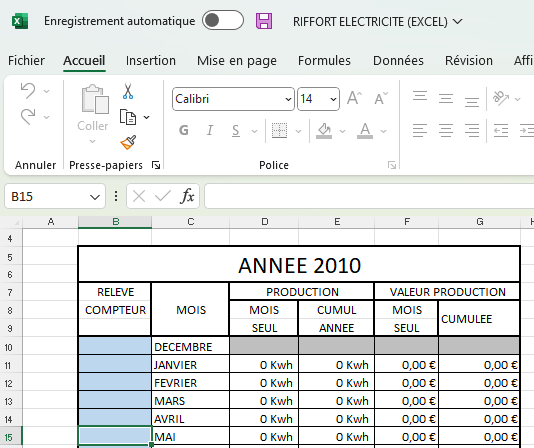 Enregistrement automatique RIFFORT ELECTRICITE (EXCEL)
Fichier Accueil Insertion Mise en page Formules Données Révision Affi
Coller Calibri 14 A A ab
G I S A
Annuler Presse-papiers Police
B15 fx
A B C D E F G H
4
5 ANNEE 2010
6
7 RELEVE PRODUCTION VALEUR PRODUCTION
8 COMPTEUR MOIS MOIS CUMUL MOIS CUMULEE
9 SEUL ANNEE SEUL
10 DECEMBRE
11 JANVIER 0 Kwh 0 Kwh 0,00 € 0,00 €
12 FEVRIER 0 Kwh 0 Kwh 0,00 € 0,00 €
13 MARS 0 Kwh 0 Kwh 0,00 € 0,00 €
14 AVRIL 0 Kwh 0 Kwh 0,00 € 0,00 €
15 MAI 0 Kwh 0 Kwh 0,00 € 0,00 €